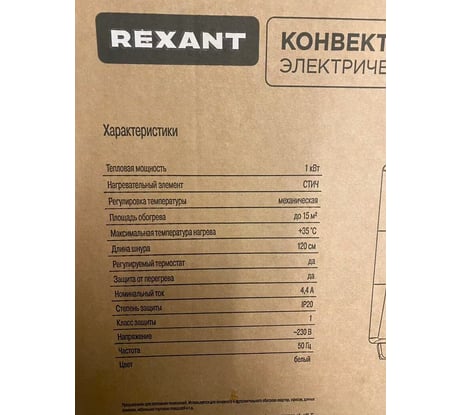 REXANT
КОНВЕКТ
ЭЛЕКТРИЧЕ
Характеристики
Тепловая мощность 1 кВт
Нагревательный элемент СТИЧ
Регулировка температуры механическая
Площадь обогрева до 15 м²
Максимальная температура нагрева +35 °C
Длина шнура 120 см
Регулируемый термостат да
Защита от перегрева да
Номинальный ток 4,4 А
Степень защиты IP20
Класс защиты 1
Напряжение ~230 В
Частота 50 Гц
Цвет белый